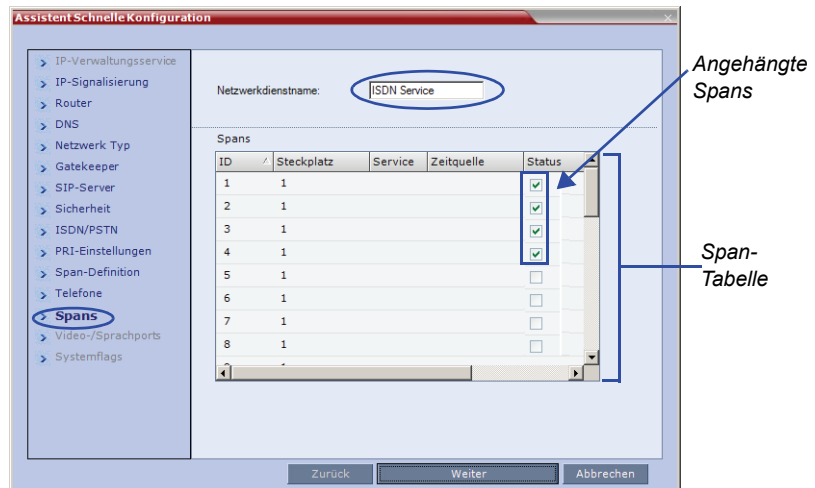 Assistent Schnelle Konfiguration
IP-Verwaltungsservice
IP-Signalisierung
Router
DNS
Netzwerk Typ
Gatekeeper
SIP-Server
Sicherheit
ISDN/PSTN
PRI-Einstellungen
Span-Definition
Telefone
Spans
Video-/Sprachports
Systemflags
Netzwerkdienstname: ISDN Service
Spans
ID Steckplatz Service Zeitquelle Status
1 1
2 1
3 1
4 1
5 1
6 1
7 1
8 1
Zurück Weiter Abbrechen
Angehängte
Spans
Span-
Tabelle